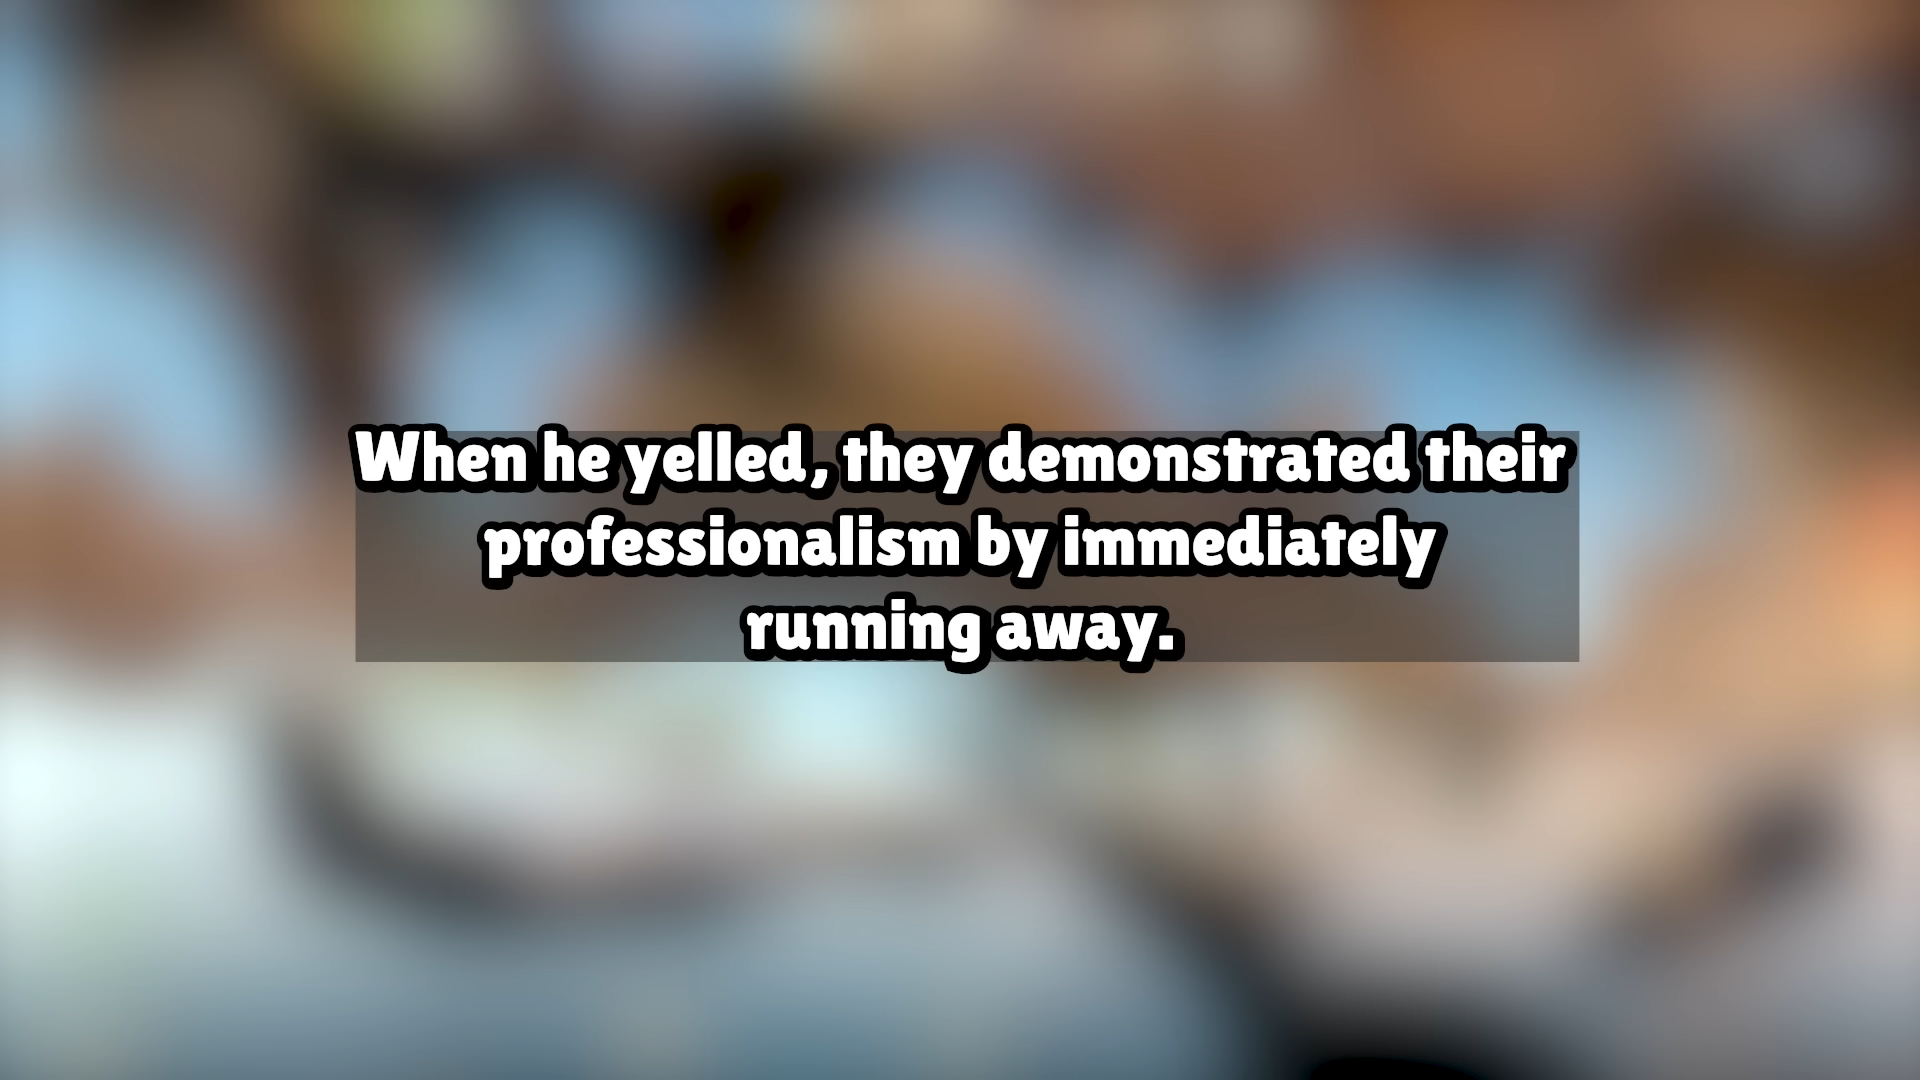 When he yelled, they demonstrated their
professionalism by immediately
running away.